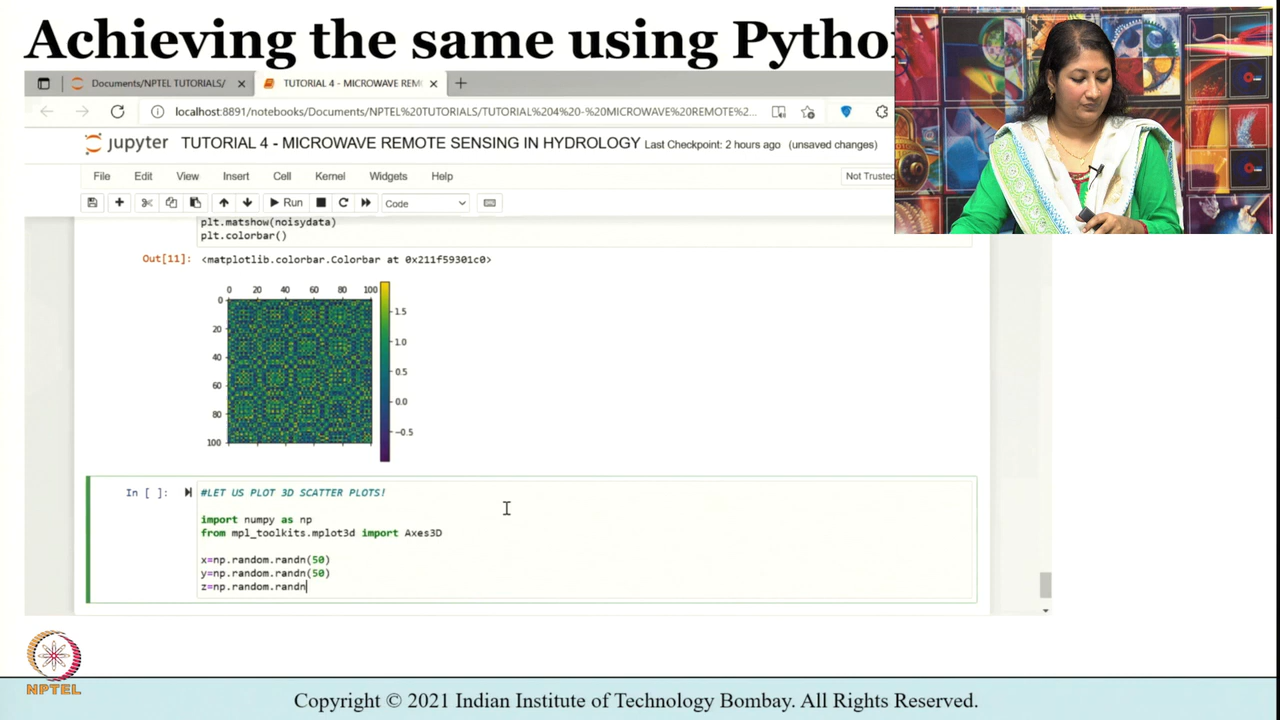 Achieving the same using Pytho
Documents/NPTEL TUTORIALS/
TUTORIAL 4 - MICROWAVE REM
localhost:8891/notebooks/Documents/NPTEL%20TUTORIALS/TUTORIAL%204%20-%20MICROWAVE%20REMOTE%2...
jupyter TUTORIAL 4 - MICROWAVE REMOTE SENSING IN HYDROLOGY Last Checkpoint: 2 hours ago (unsaved changes)
File Edit View Insert Cell Kernel Widgets Help Not Trusted
Run Code
plt.matshow(noisydata)
plt.colorbar()
Out[11]: <matplotlib.colorbar.Colorbar at 0x211f59301c0>
0 20 40 60 80 100
0
20
40
60
80
100
1.5
1.0
0.5
0.0
−0.5
In [ ]: #LET US PLOT 3D SCATTER PLOTS!
import numpy as np
from mpl_toolkits.mplot3d import Axes3D
x=np.random.randn(50)
y=np.random.randn(50)
z=np.random.randn
NPTEL
Copyright © 2021 Indian Institute of Technology Bombay. All Rights Reserved.